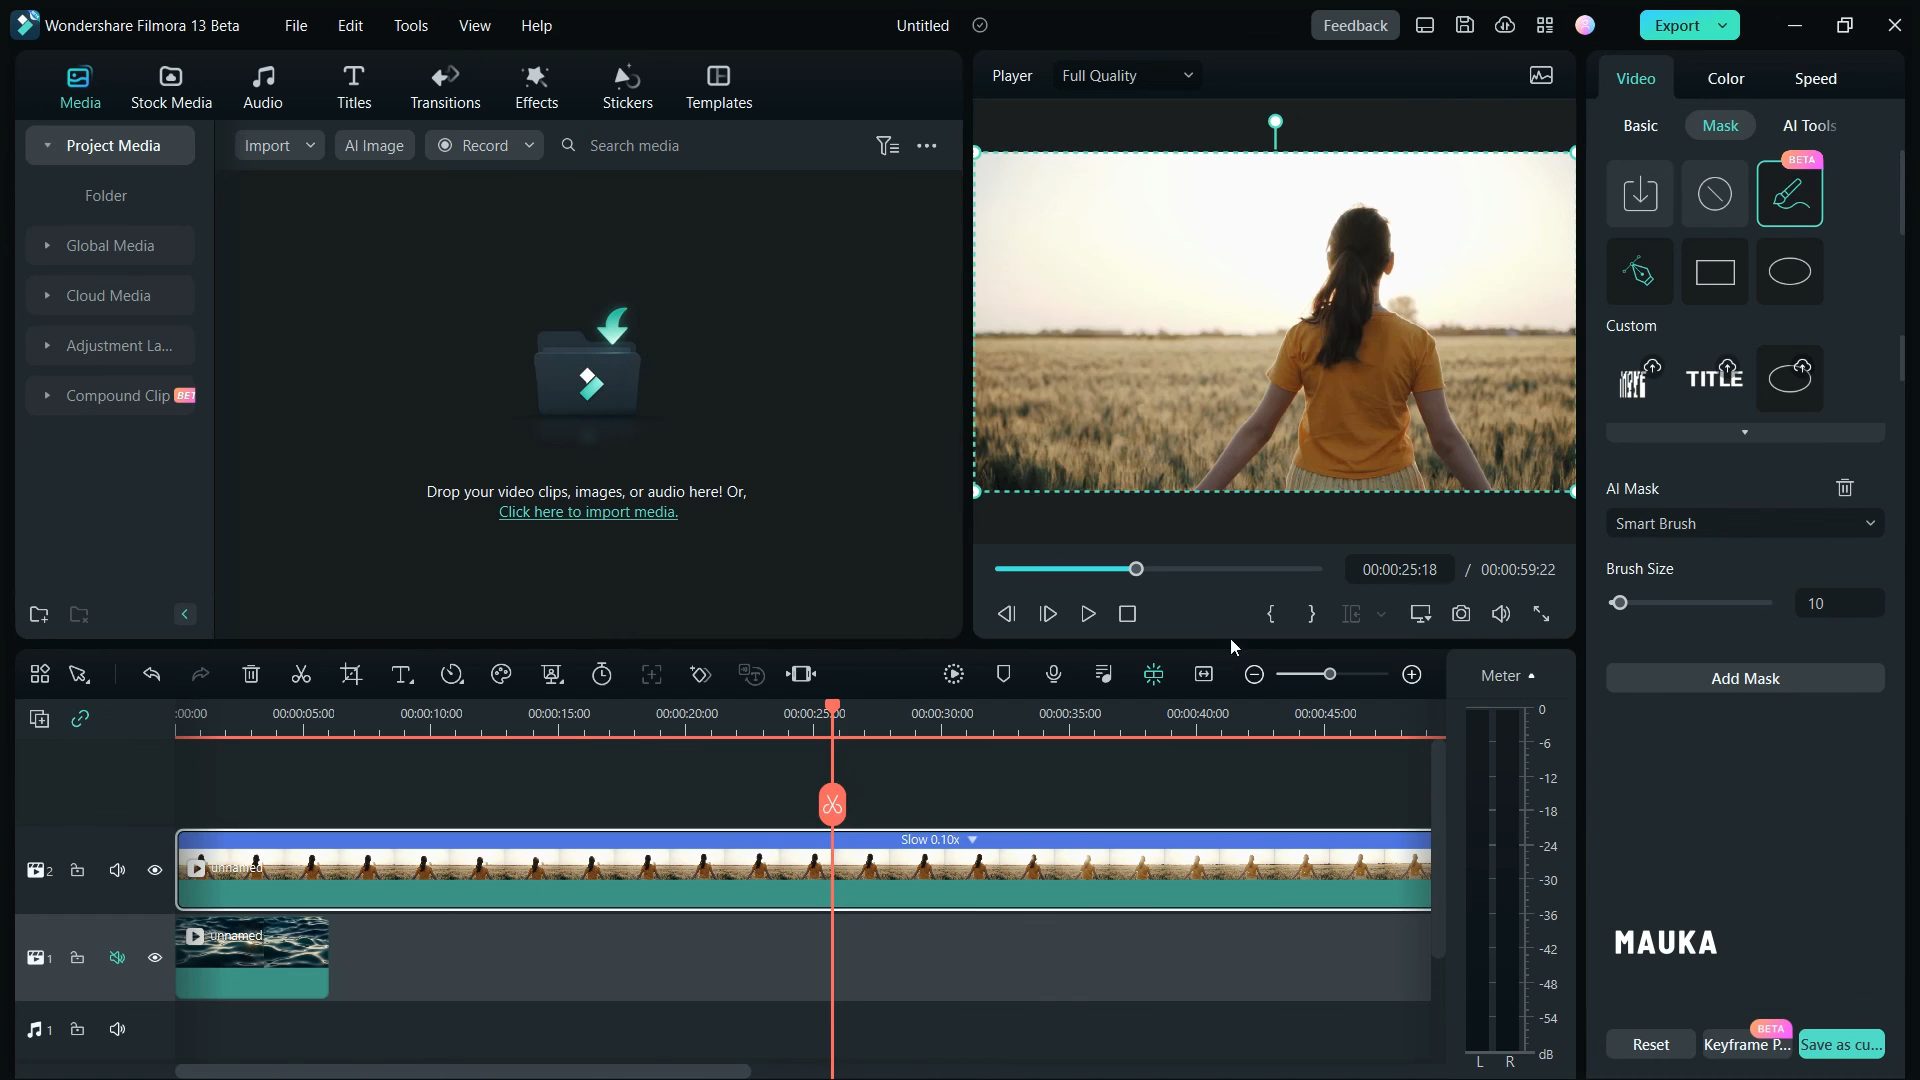 Wondershare Filmora 13 Beta
File
Edit
Tools
View
Help
Untitled
Feedback
Export
Media
Stock Media
Audio
Titles
Transitions
Effects
Stickers
Templates
Project Media
Folder
Global Media
Cloud Media
Adjustment La...
Compound Clip
BET
Import
AI Image
Record
Search media
Drop your video clips, images, or audio here! Or,
Click here to import media.
Player
Full Quality
00:00:25:18 / 00:00:59:22
Video
Color
Speed
Basic
Mask
AI Tools
BETA
Custom
TITLE
AI Mask
Smart Brush
Brush Size
10
Add Mask
MAUKA
BETA
Reset
Keyframe P...
Save as cu...
:00:00
00:00:05:00
00:00:10:00
00:00:15:00
00:00:20:00
00:00:25:00
00:00:30:00
00:00:35:00
00:00:40:00
00:00:45:00
Slow 0.10x
unnamed
unnamed
2
1
1
Meter
0
-6
-12
-18
-24
-30
-36
-42
-48
-54
dB
L R